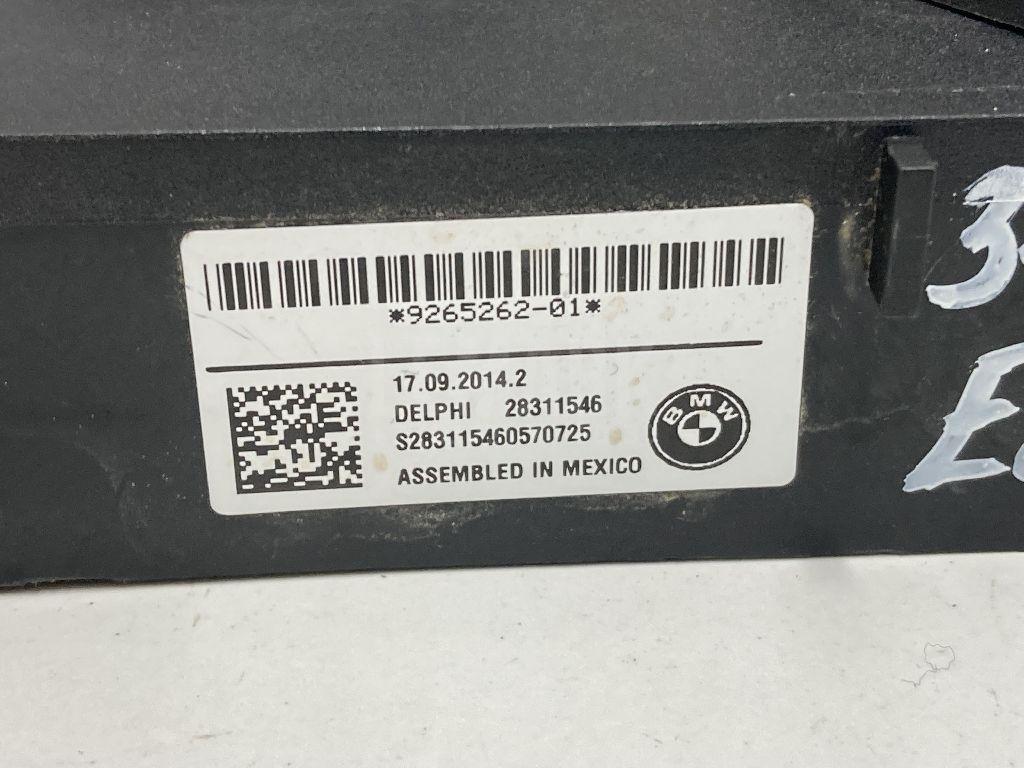 *9265262-01*
17.09.2014.2
DELPHI 28311546
S283115460570725
ASSEMBLED IN MEXICO
BMW